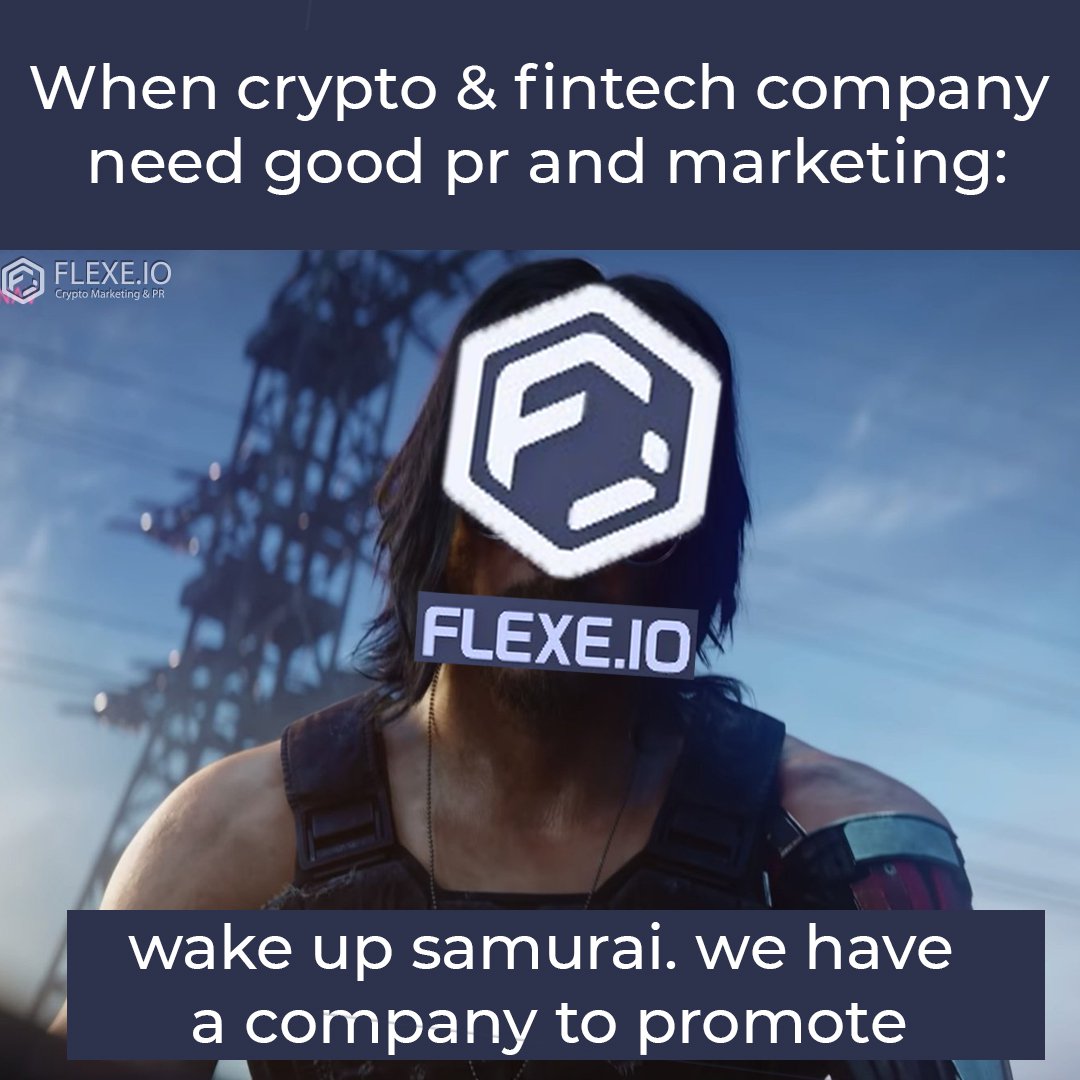 When crypto & fintech company
need good pr and marketing:
FLEXE.IO
Crypto Marketing & PR
FLEXE.IO
wake up samurai. we have
a company to promote